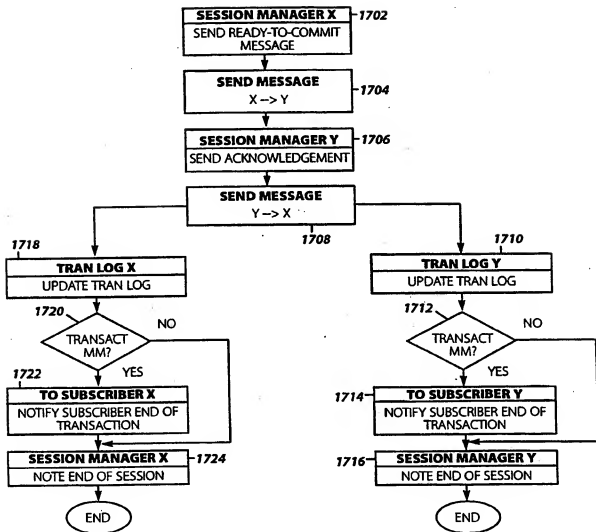 SESSION MANAGER X
1702
SEND READY-TO-COMMIT
MESSAGE
SEND MESSAGE
1704
X --> Y
SESSION MANAGER Y
1706
SEND ACKNOWLEDGEMENT
SEND MESSAGE
Y --> X
1708
1718
TRAN LOG X
UPDATE TRAN LOG
1720
TRANSACT
MM?
NO
YES
1722
TO SUBSCRIBER X
NOTIFY SUBSCRIBER END OF
TRANSACTION
SESSION MANAGER X
1724
NOTE END OF SESSION
END
1710
TRAN LOG Y
UPDATE TRAN LOG
1712
TRANSACT
MM?
NO
YES
TO SUBSCRIBER Y
1714
NOTIFY SUBSCRIBER END OF
TRANSACTION
SESSION MANAGER Y
1716
NOTE END OF SESSION
END